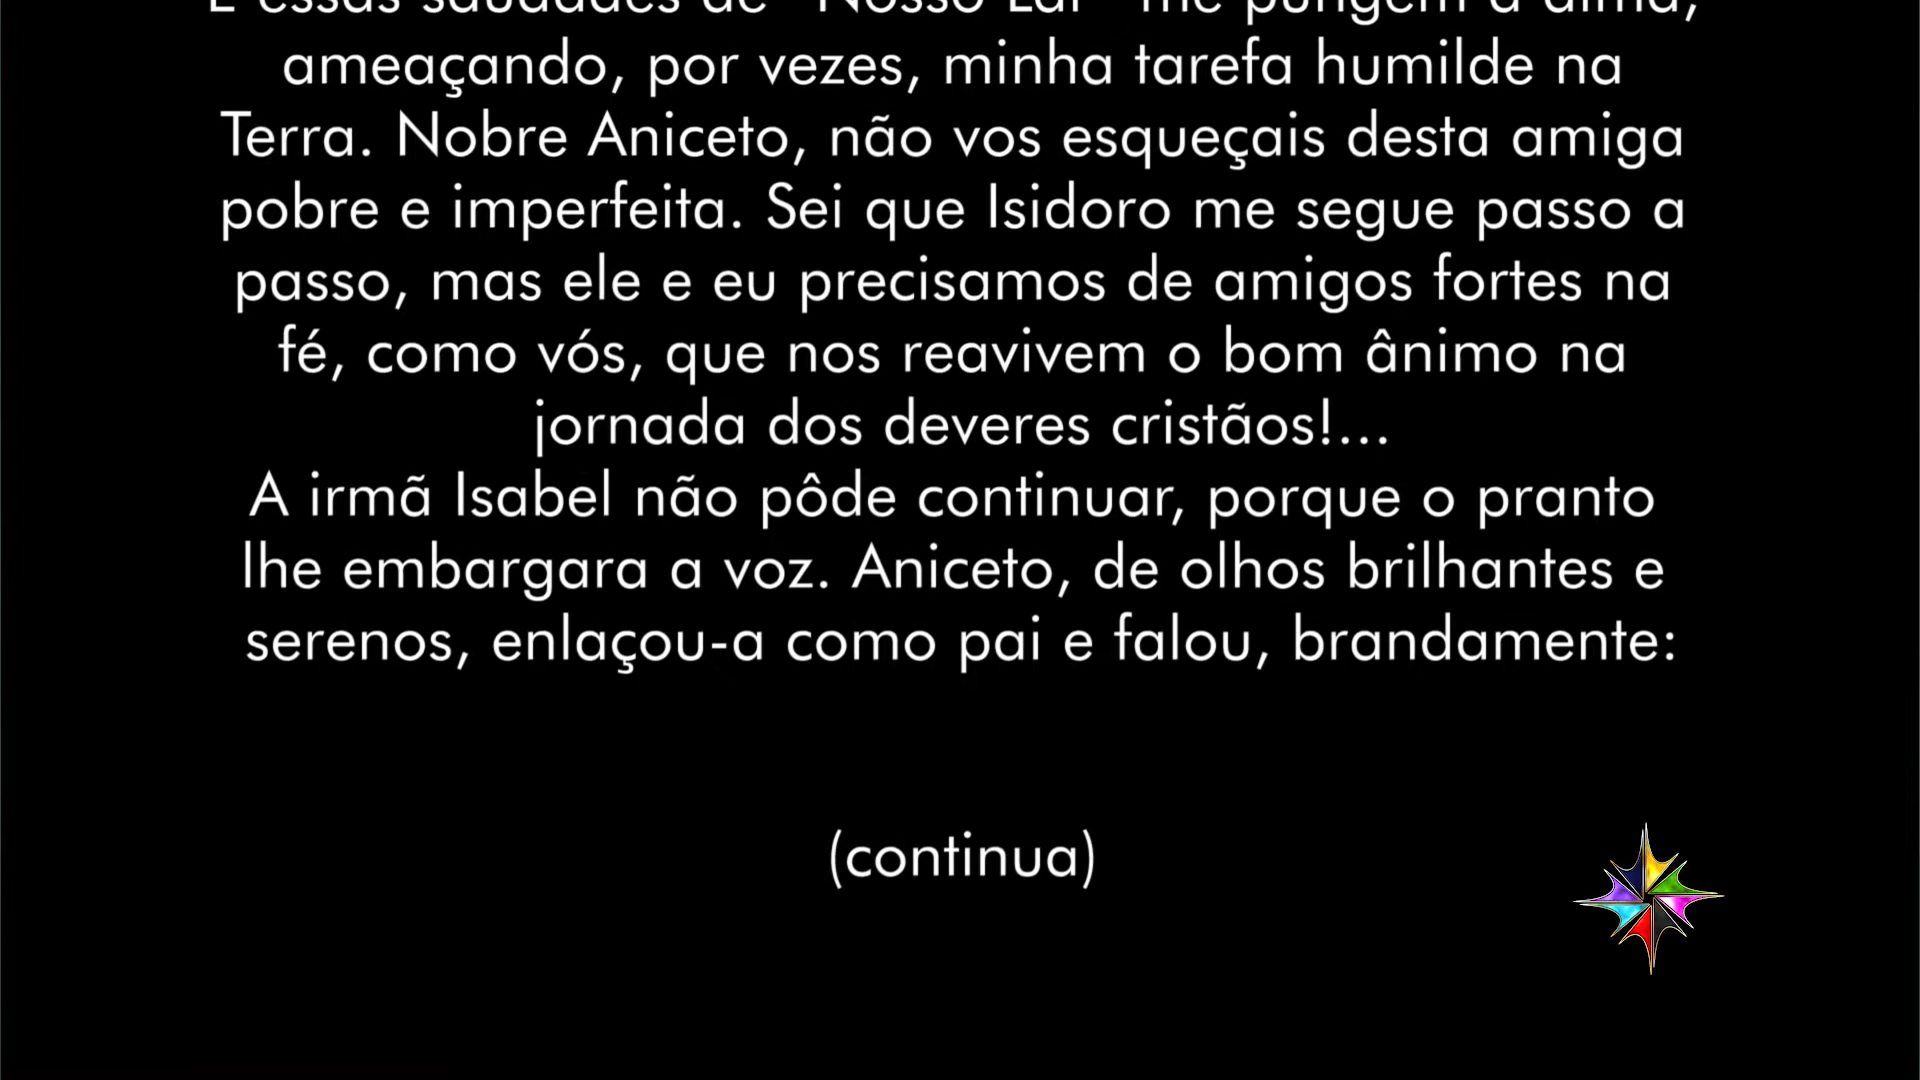 E essas saudades de "Nosso Lar" me pungem a alma,
ameaçando, por vezes, minha tarefa humilde na
Terra. Nobre Aniceto, não vos esqueçais desta amiga
pobre e imperfeita. Sei que Isidoro me segue passo a
passo, mas ele e eu precisamos de amigos fortes na
fé, como vós, que nos reavivem o bom ânimo na
jornada dos deveres cristãos!...
A irmã Isabel não pôde continuar, porque o pranto
lhe embargara a voz. Aniceto, de olhos brilhantes e
serenos, enlaçou-a como pai e falou, brandamente:
(continua)